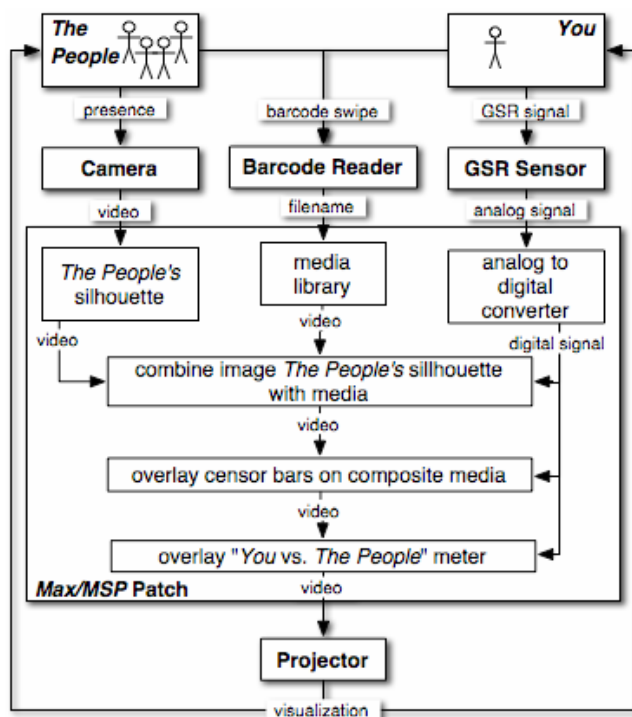 The
People
You
presence
barcode swipe
GSR signal
Camera
Barcode Reader
GSR Sensor
video
filename
analog signal
The People's
silhouette
media
library
analog to
digital
converter
video
video
digital signal
combine image The People's sillhouette
with media
video
overlay censor bars on composite media
video
overlay "You vs. The People" meter
Max/MSP Patch
video
Projector
visualization